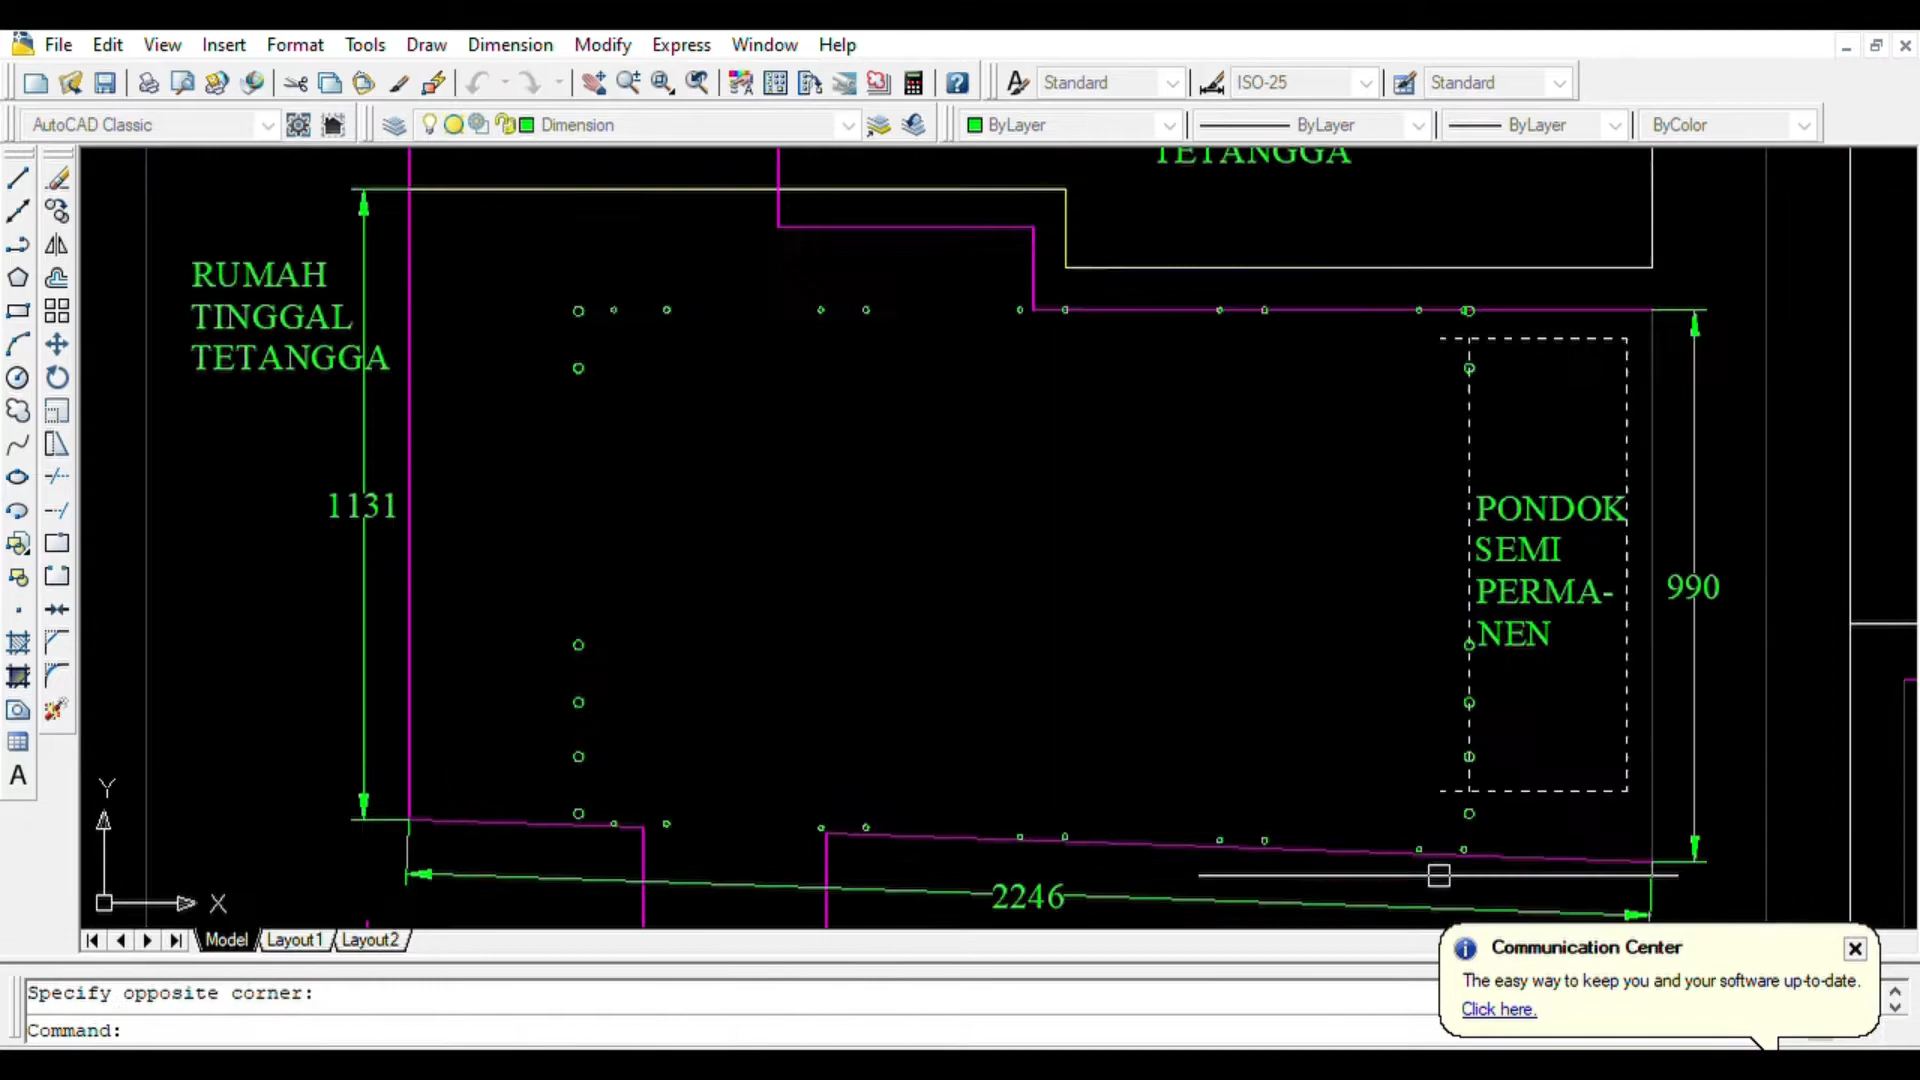 File Edit View Insert Format Tools Draw Dimension Modify Express Window Help
Standard ISO-25 Standard
AutoCAD Classic Dimension ByLayer ByLayer ByLayer ByColor
TETANGGA
RUMAH
TINGGAL
TETANGGA
1131
PONDOK
SEMI
PERMA-
NEN
990
2246
Y
X
A
Model Layout1 Layout2
Communication Center
The easy way to keep you and your software up-to-date.
Click here.
Specify opposite corner:
Command: